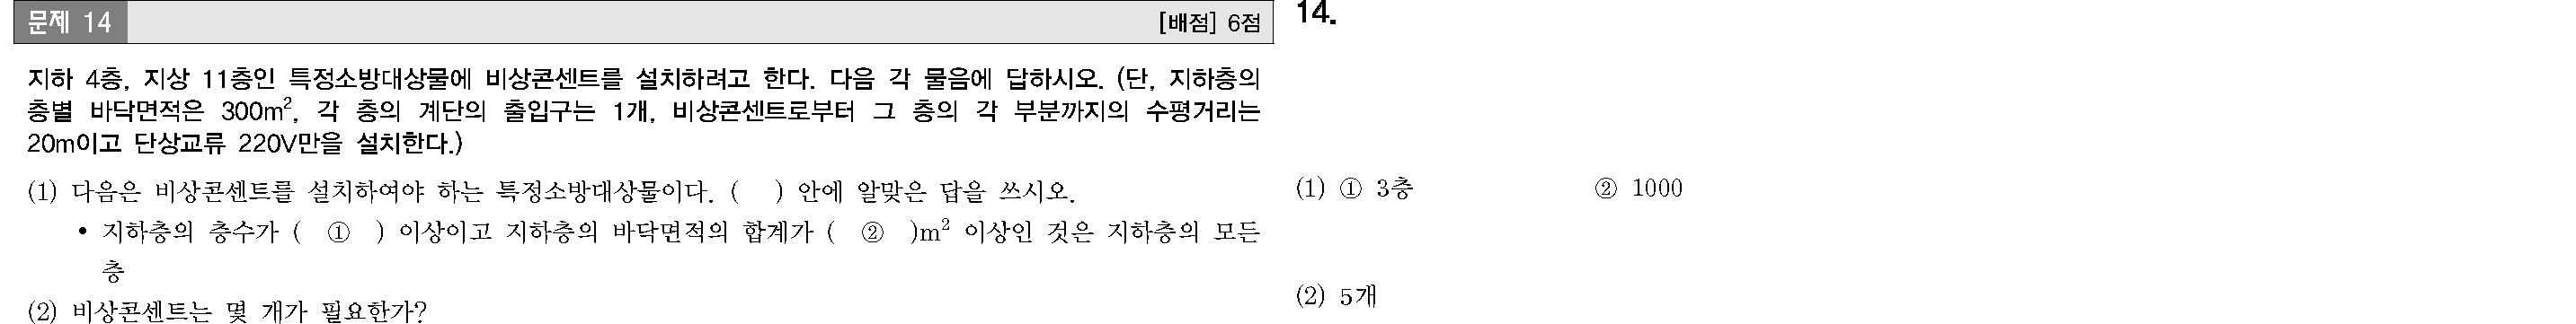 문제 14 [배점] 6점
지하 4층, 지상 11층인 특정소방대상물에 비상콘센트를 설치하려고 한다. 다음 각 물음에 답하시오. (단, 지하층의
층별 바닥면적은 300m², 각 층의 계단의 출입구는 1개, 비상콘센트로부터 그 층의 각 부분까지의 수평거리는
20m이고 단상교류 220V만을 설치한다.)
(1) 다음은 비상콘센트를 설치하여야 하는 특정소방대상물이다. ( ) 안에 알맞은 답을 쓰시오.
• 지하층의 층수가 ( ① ) 이상이고 지하층의 바닥면적의 합계가 ( ② )m² 이상인 것은 지하층의 모든
층
(2) 비상콘센트는 몇 개가 필요한가?
14.
(1) ① 3층 ② 1000
(2) 5개